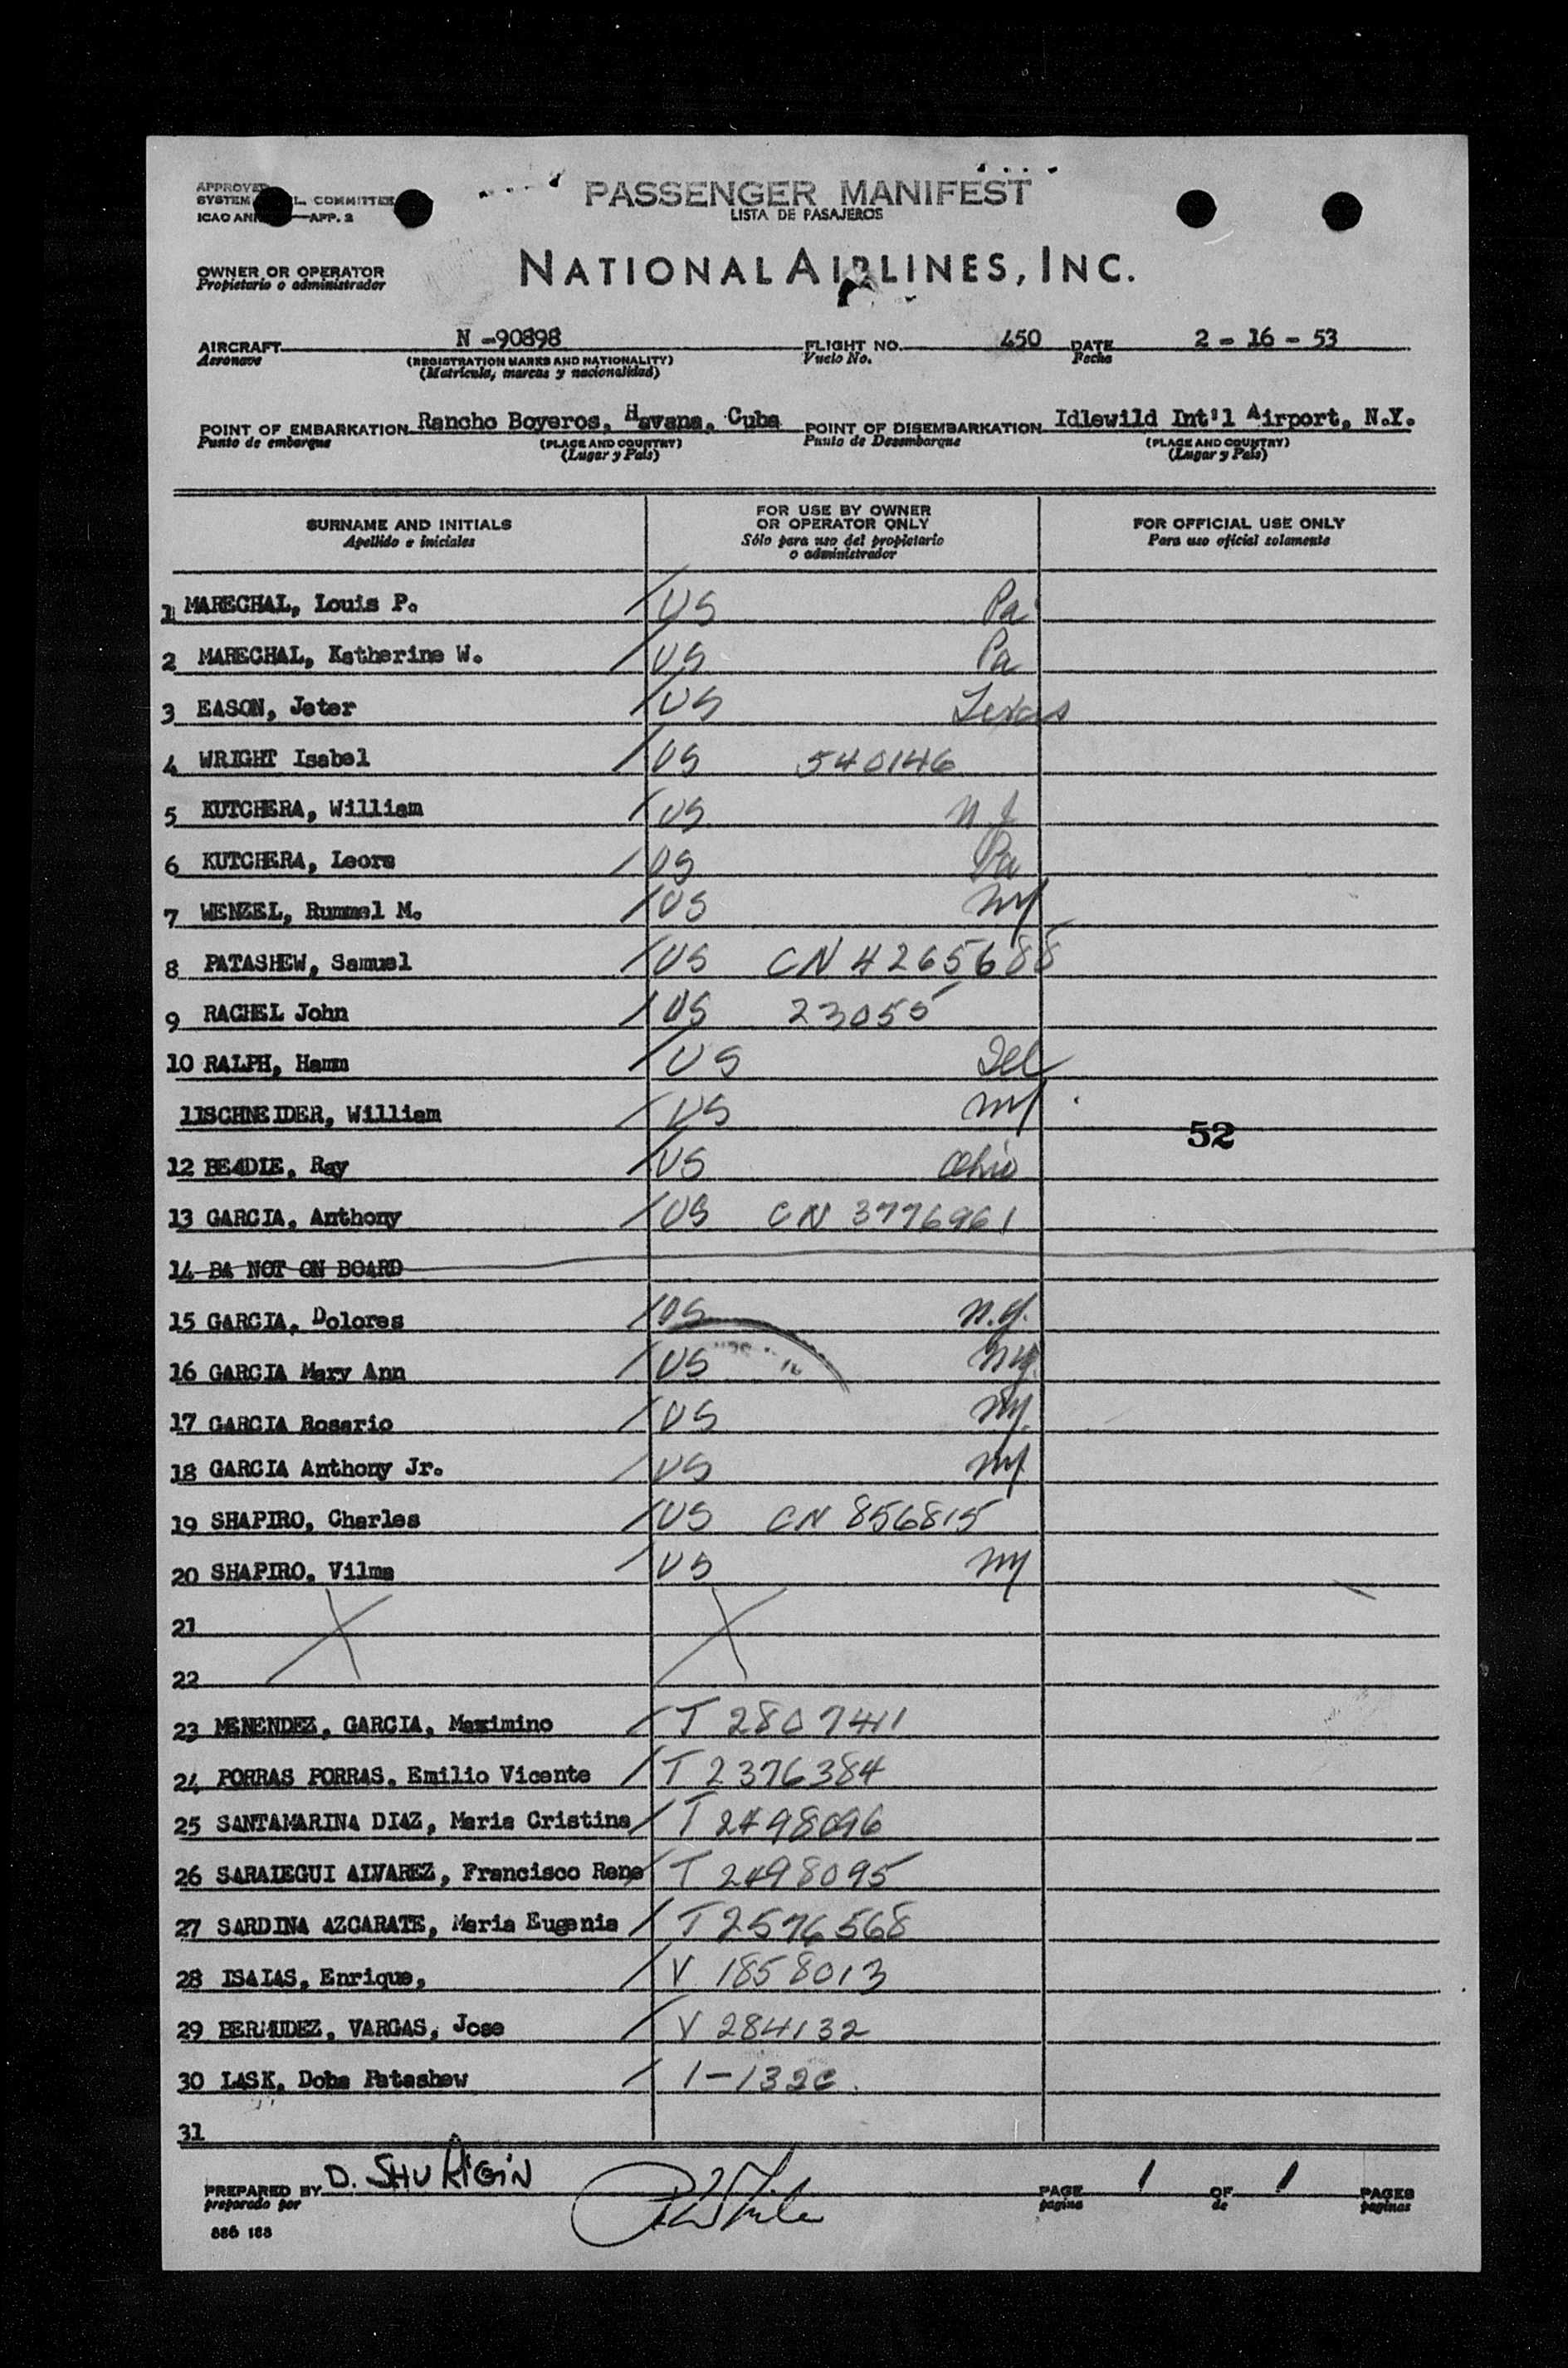 APPROVED
SYSTEM L. COMMITTEE
ICAO ANN APP. 2
PASSENGER MANIFEST
LISTA DE PASAJEROS
OWNER OR OPERATOR
Propietario o administrador
NATIONAL AIRLINES, INC.
AIRCRAFT N -90898 FLIGHT NO. 450 DATE 2 - 16 - 53
Aeronave (REGISTRATION MARKS AND NATIONALITY) Vuelo No. Fecha
(Matricula, marcas y nacionalidad)
POINT OF EMBARKATION Rancho Boyeros, Havana, Cuba POINT OF DISEMBARKATION Idlewild Int'l Airport, N.Y.
Punto de embarque (PLACE AND COUNTRY) Punto de Desembarque (PLACE AND COUNTRY)
(Lugar y País) (Lugar y País)
SURNAME AND INITIALS
Apellido e iniciales
FOR USE BY OWNER
OR OPERATOR ONLY
Sólo para uso del propietario
o administrador
FOR OFFICIAL USE ONLY
Para uso oficial solamente
1 MARECHAL, Louis P. / US Pa
2 MARECHAL, Katherine W. / US Pa
3 EASON, Jeter / US Texas
4 WRIGHT Isabel / US 540146
5 KUTCHERA, William / US
6 KUTCHERA, Leora / US Pa
7 WENZEL, Rummel M. / US NY
8 PATASHEW, Samuel / US CN 4265688
9 RACHEL John / US 23055
10 RALPH, Hamm / US
11SCHNEIDER, William / US NY
52
12 BEADIE, Ray / US Ohio
13 GARCIA, Anthony / US CN 3776961
14 BA NOT ON BOARD
15 GARCIA, Dolores / US N.Y.
16 GARCIA Mary Ann / US NY.
17 GARCIA Rosario / US NY.
18 GARCIA Anthony Jr. / US NY
19 SHAPIRO, Charles / US CN 856815
20 SHAPIRO, Vilma / US NY
21
22
23 MENENDEZ, GARCIA, Maximino / T 2807411
24 PORRAS PORRAS, Emilio Vicente / T 2376384
25 SANTAMARINA DIAZ, Maria Cristina / T 2498096
26 SARALEGUI ALVAREZ, Francisco Rene / T 2498095
27 SARDINA AZCARATE, Maria Eugenia / T 2576568
28 ISAIAS, Enrique, / V 1858013
29 BERMUDEZ, VARGAS, Jose / V 284132
30 LASK, Doba Patashew /
31
PREPARED BY D. SHURIGIN PAGE 1 OF 1 PAGES
preparado por pagina de paginas